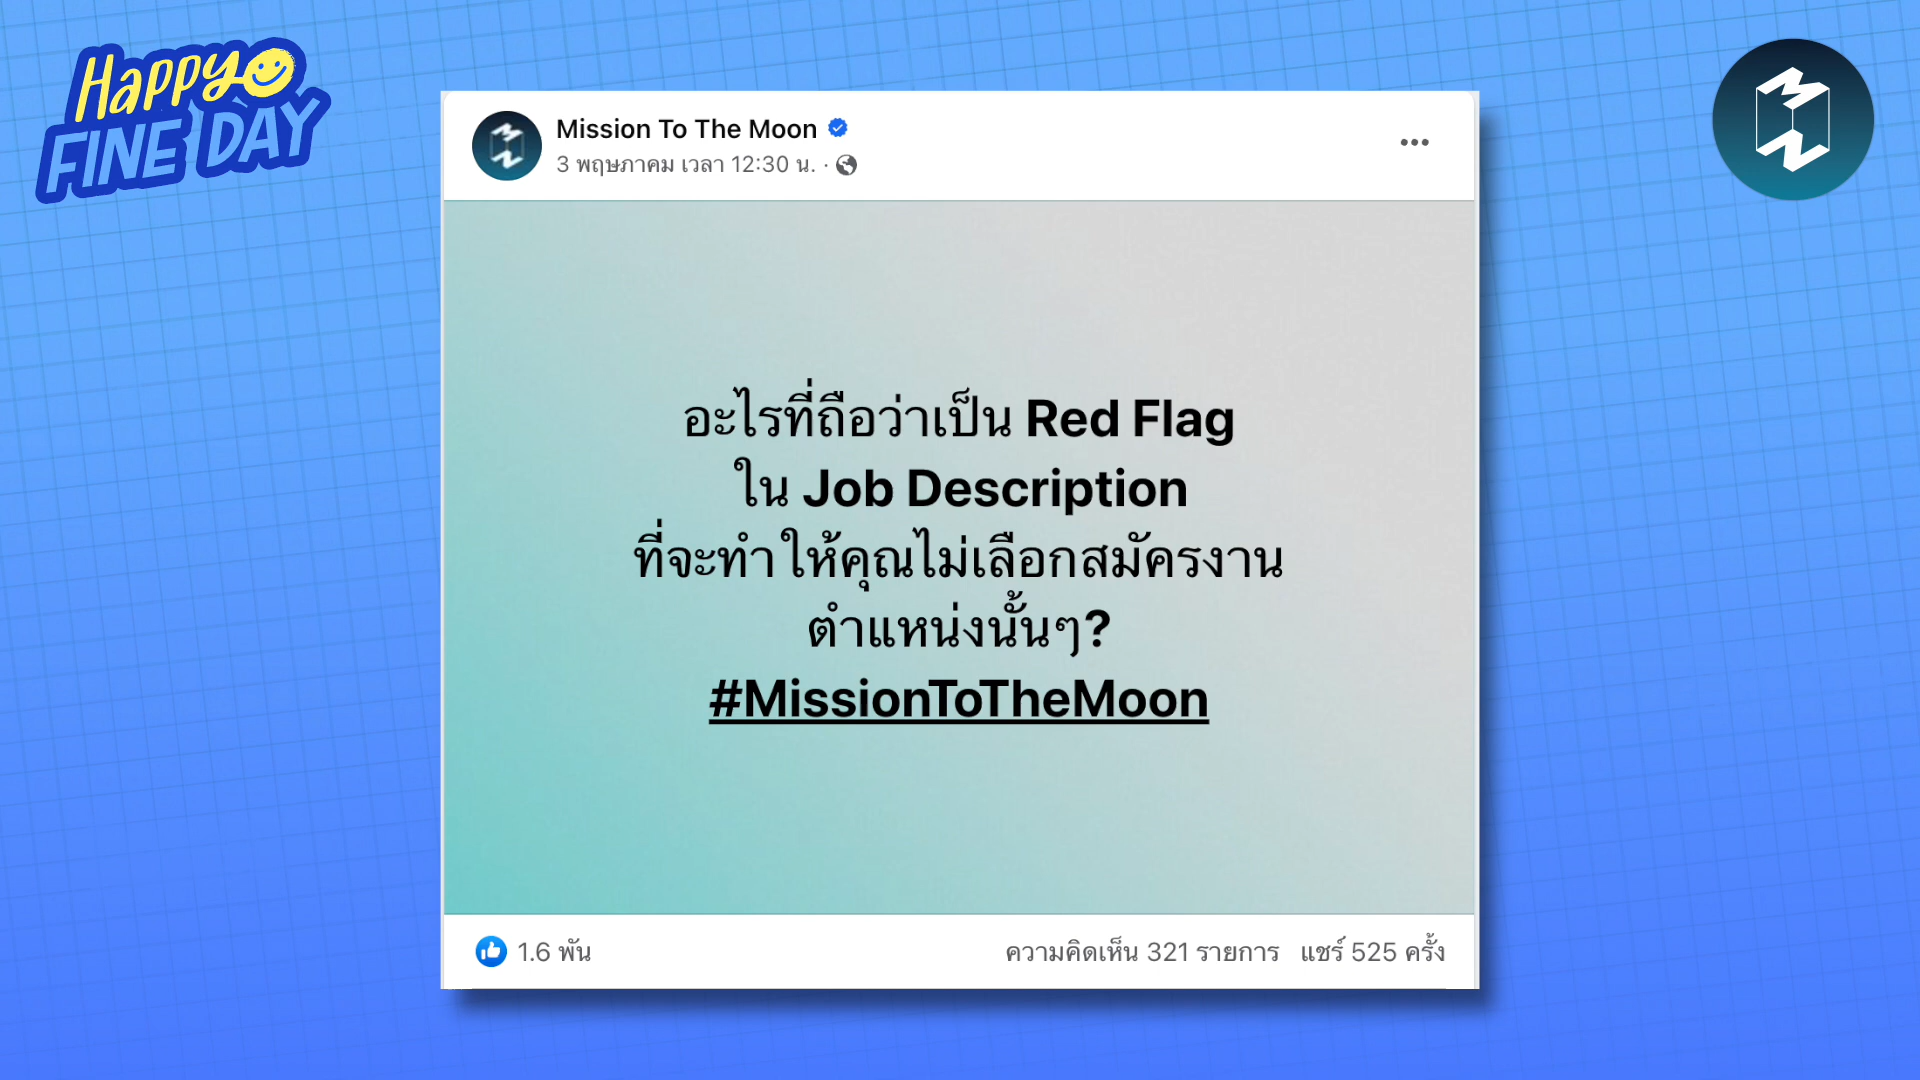 Happy
FINE DAY
Mission To The Moon
3 พฤษภาคม เวลา 12:30 น. ·
อะไรที่ถือว่าเป็น Red Flag
ใน Job Description
ที่จะทำให้คุณไม่เลือกสมัครงาน
ตำแหน่งนั้นๆ?
#MissionToTheMoon
1.6 พัน
ความคิดเห็น 321 รายการ แชร์ 525 ครั้ง